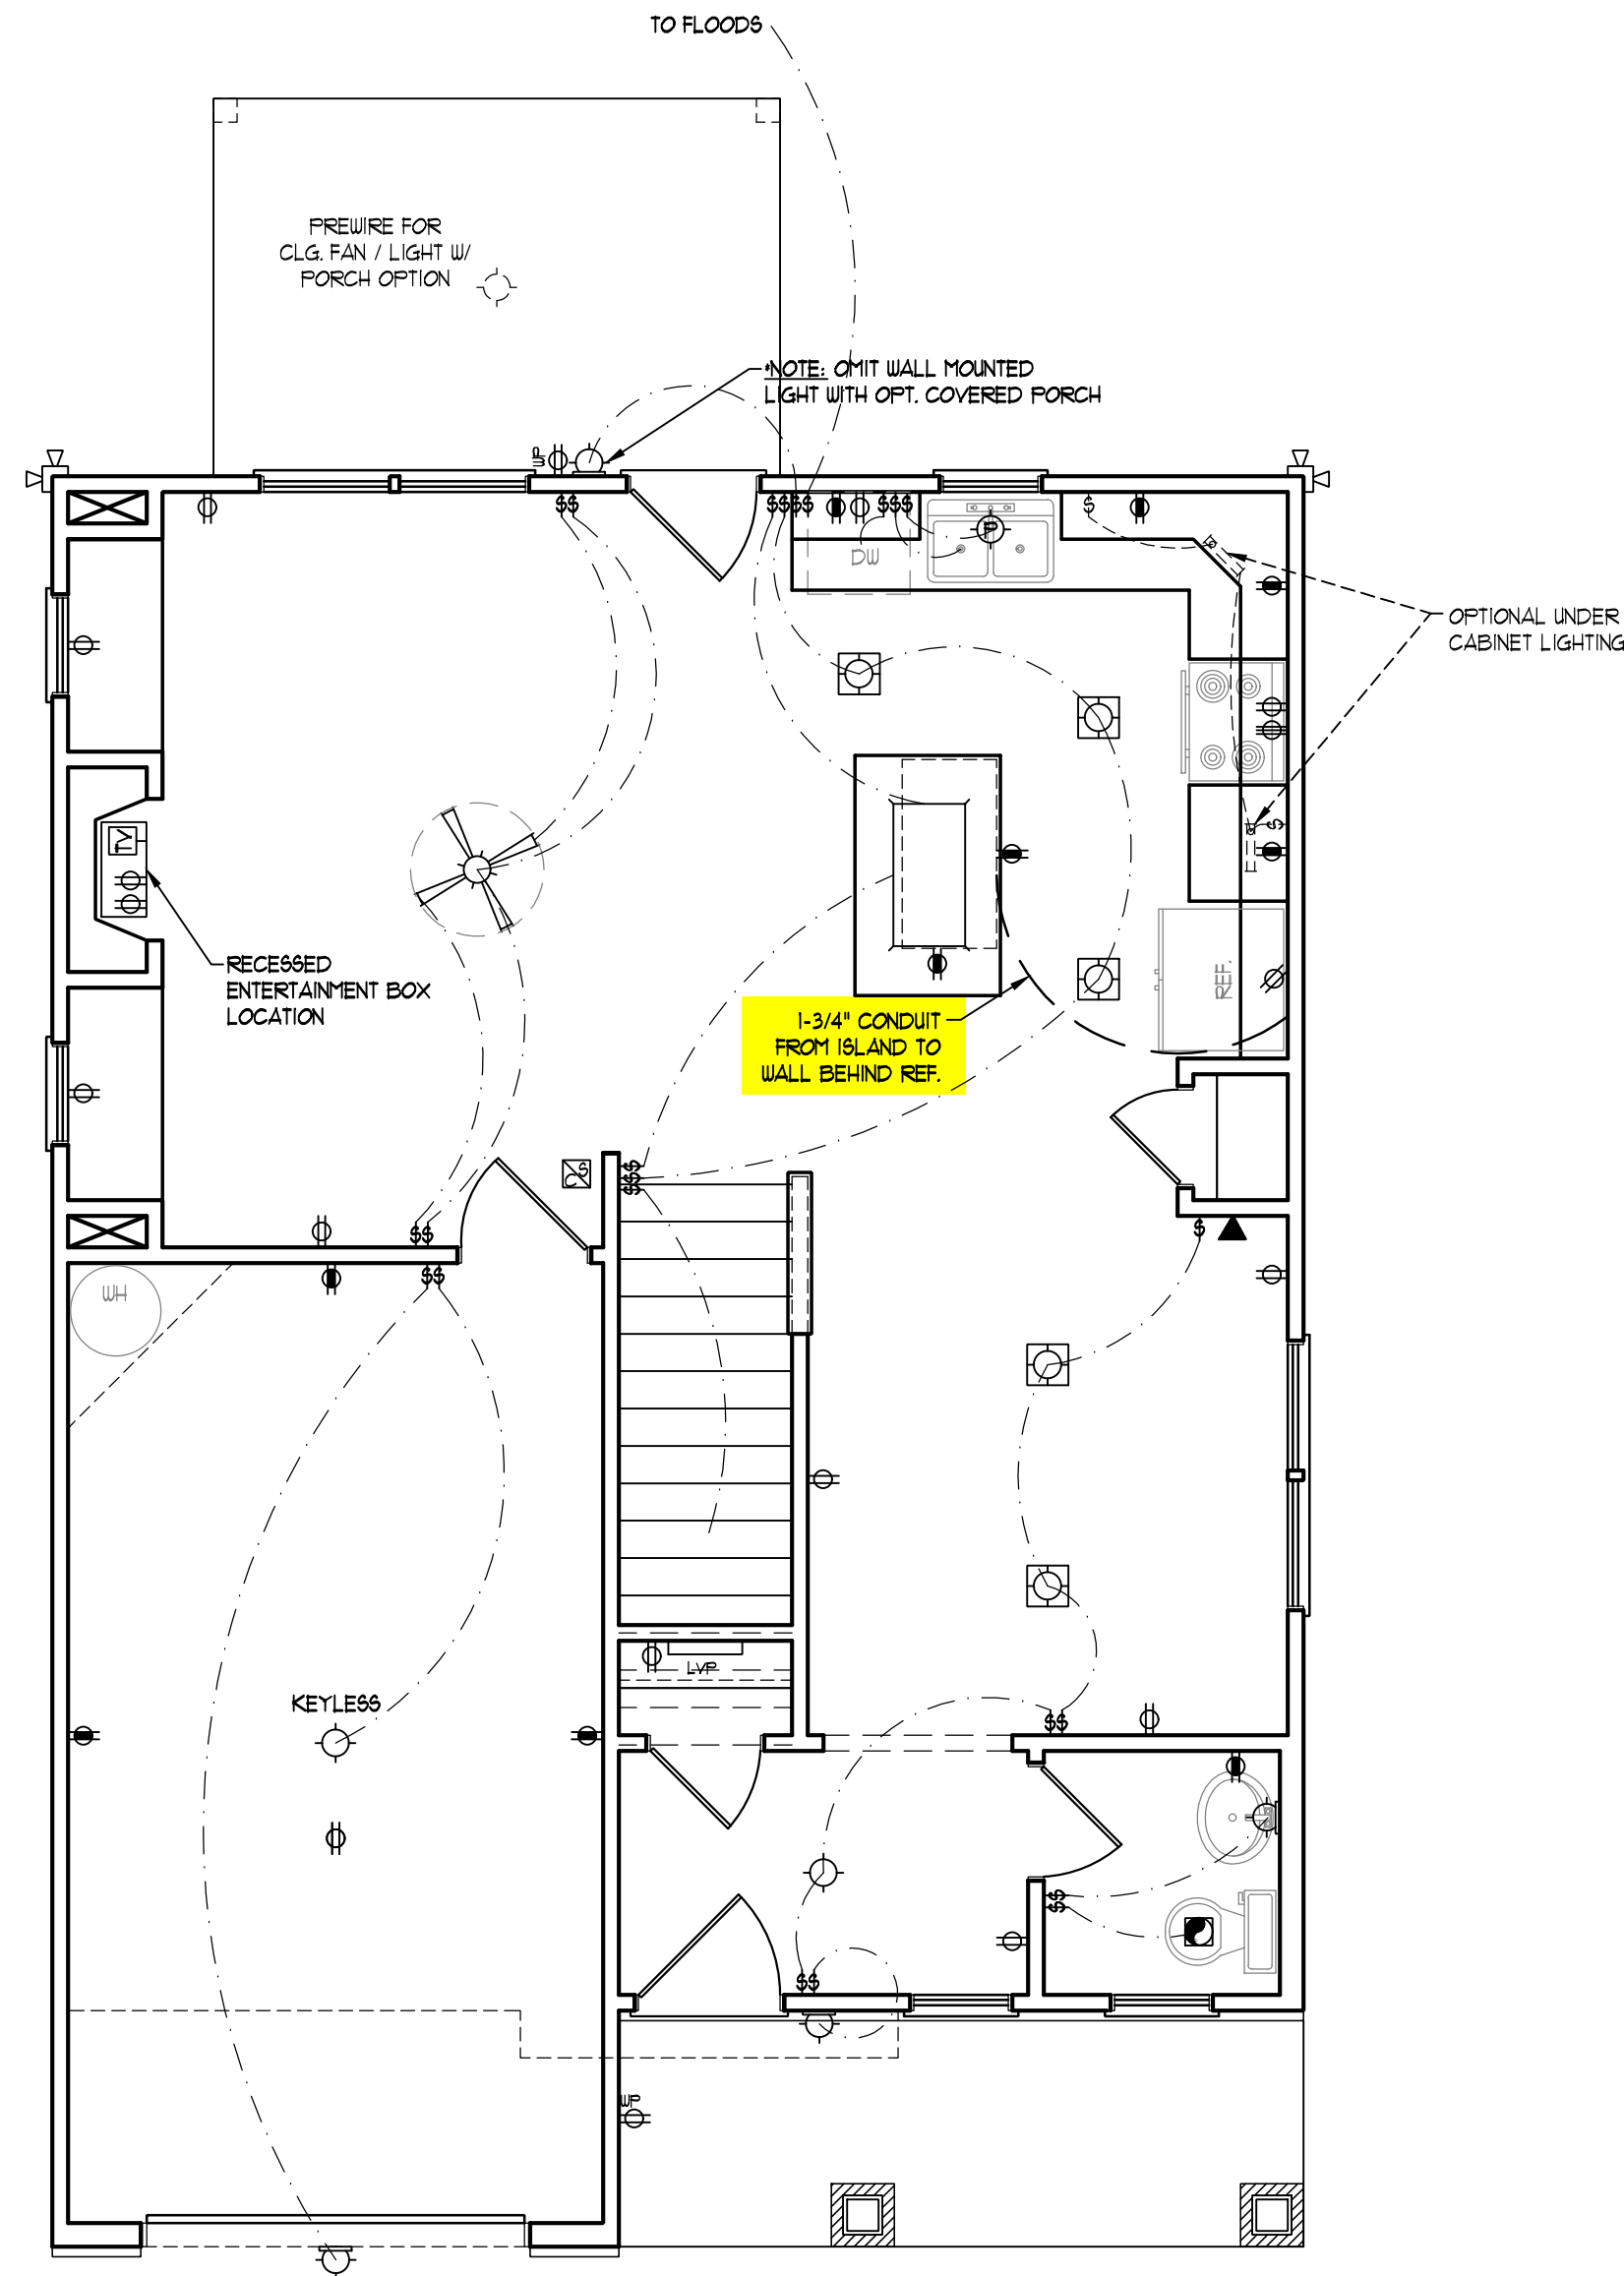 TO FLOODS
PREWIRE FOR
CLG. FAN / LIGHT W/
PORCH OPTION
*NOTE: OMIT WALL MOUNTED
LIGHT WITH OPT. COVERED PORCH
WP
$$
$$$$
$$$
S
P
DW
OPTIONAL UNDER
CABINET LIGHTING
S
TV
RECESSED
ENTERTAINMENT BOX
LOCATION
REF.
1-3/4" CONDUIT
FROM ISLAND TO
WALL BEHIND REF.
C S
$$$
$
$$
$$
WH
LVP
KEYLESS
$$
$$
$$
WP